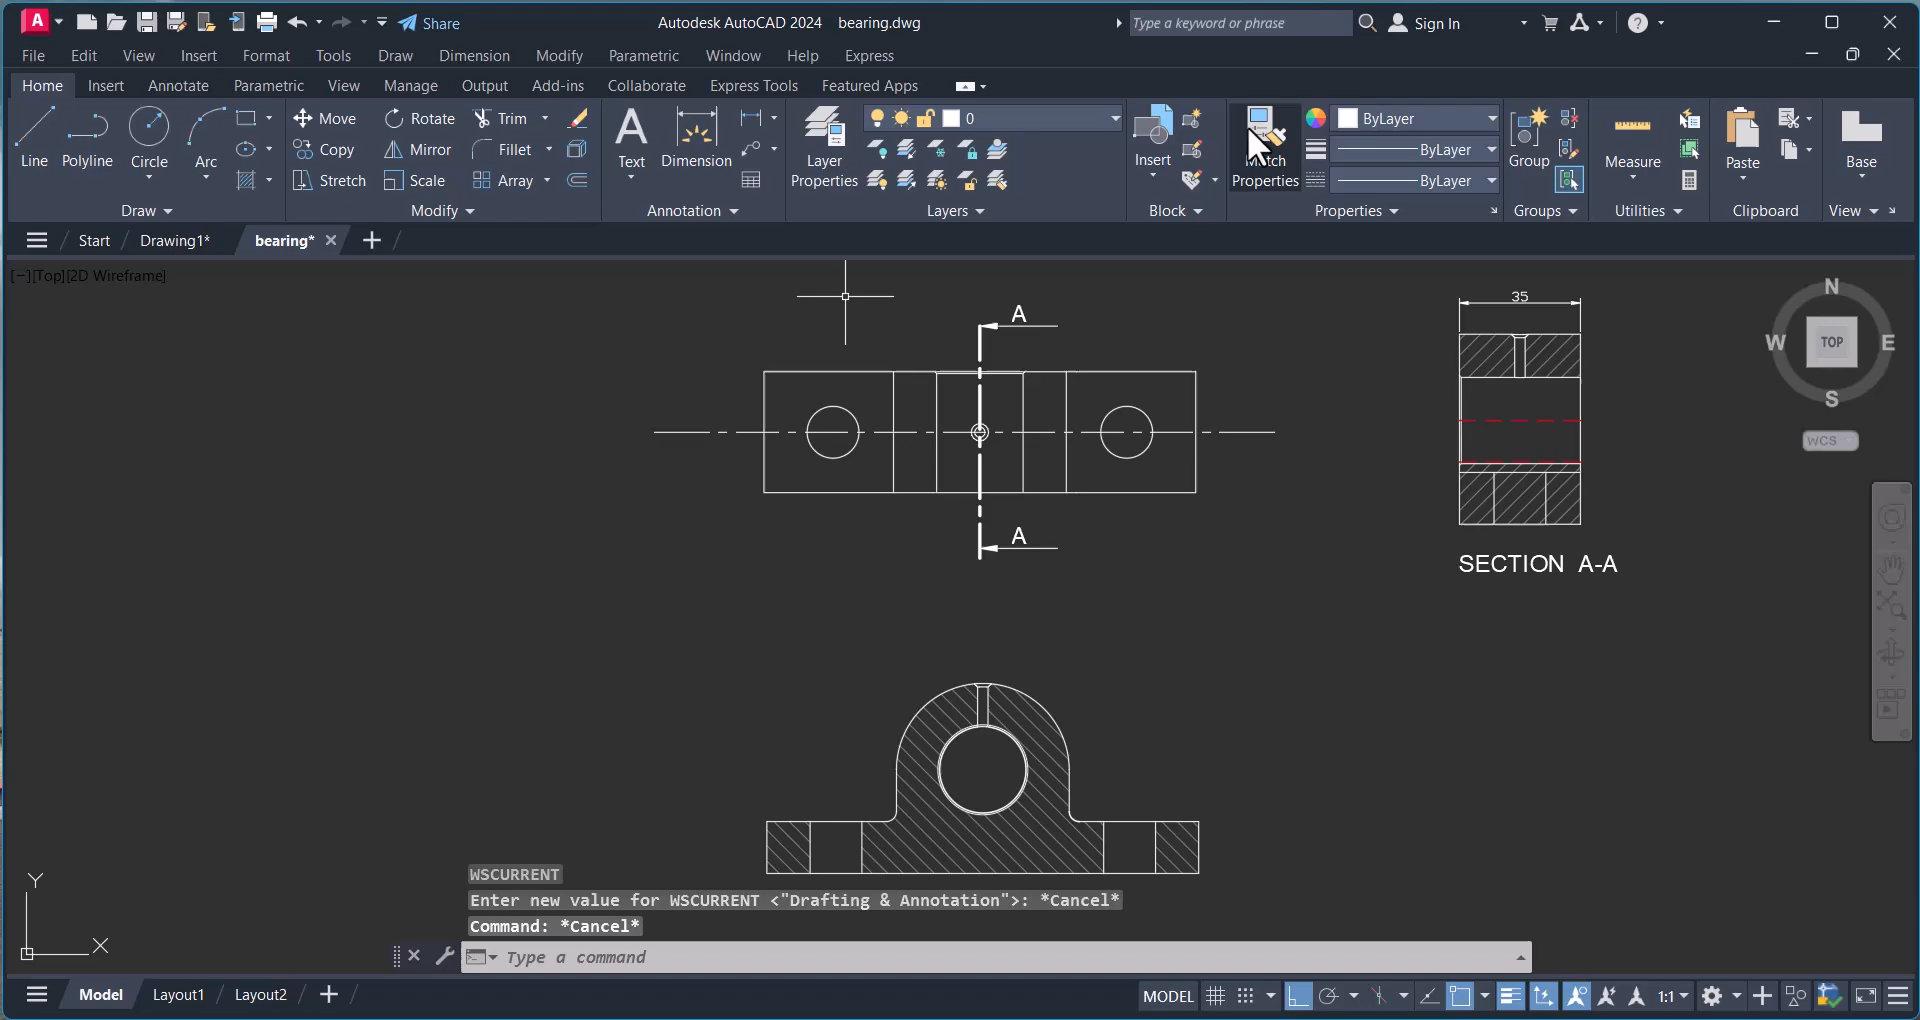 A
Share
Autodesk AutoCAD 2024 bearing.dwg
Type a keyword or phrase
Sign In
File Edit View Insert Format Tools Draw Dimension Modify Parametric Window Help Express
Home Insert Annotate Parametric View Manage Output Add-ins Collaborate Express Tools Featured Apps
Line
Polyline
Circle
Arc
Move
Copy
Stretch
Rotate
Mirror
Scale
Trim
Fillet
Array
Text
Dimension
Layer
Properties
0
Insert
Match
Properties
ByLayer
ByLayer
ByLayer
Group
Measure
Paste
Base
Draw
Modify
Annotation
Layers
Block
Properties
Groups
Utilities
Clipboard
View
Start Drawing1* bearing*
[−][Top][2D Wireframe]
A
A
35
SECTION A-A
N
W
TOP
E
S
WCS
Y
X
WSCURRENT
Enter new value for WSCURRENT <"Drafting & Annotation">: *Cancel*
Command: *Cancel*
Type a command
Model Layout1 Layout2
MODEL
1:1